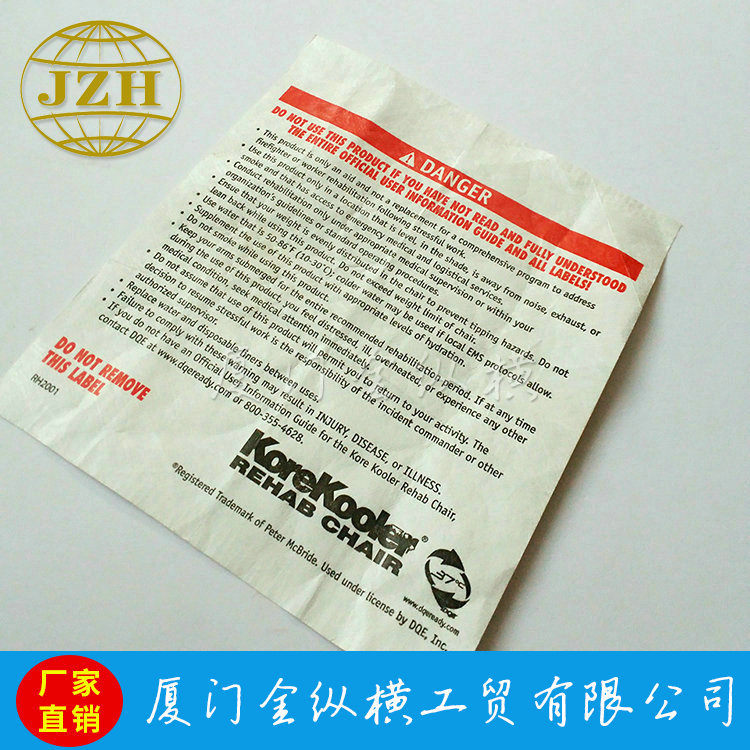 JZH
DANGER
DO NOT USE THIS PRODUCT IF YOU HAVE NOT READ AND FULLY UNDERSTOOD
THE ENTIRE OFFICIAL USER INFORMATION GUIDE AND ALL LABELS!
• This product is only an aid and not a replacement for a comprehensive program to address
firefighter or worker rehabilitation following stressful work.
• Use this product only in a location that is level, in the shade, is away from noise, exhaust, or
smoke and that has access to emergency medical and logistical services.
• Conduct rehabilitation only under appropriate medical supervision or within your
organization's guidelines or standard operating procedures.
• Ensure that your weight is evenly distributed in the chair to prevent tipping hazards. Do not
lean back while using this product. Do not exceed weight limit of chair.
• Use water that is 50-86°F (10-30°C). Colder water may be used if local EMS protocols allow.
• Supplement the use of this product with appropriate levels of hydration.
• Do not smoke while using this product.
• Keep your arms submerged for the entire recommended rehabilitation period. If at any time
during the use of this product, you feel distressed, ill, overheated, or experience any other
medical condition, seek medical attention immediately.
• Do not assume that use of this product will permit you to return to your activity. The
decision to assume stressful work is the responsibility of the incident commander or other
authorized supervisor.
• Replace water and disposable liners between uses.
• Failure to comply with these warning may result in INJURY, DISEASE, or ILLNESS.
• If you do not have an Official User Information Guide for the Kore Kooler Rehab Chair,
contact DQE at www.dqeready.com or 800-355-4628.
DO NOT REMOVE
THIS LABEL
RH2001
厦门金纵横
KoreKooler®
REHAB CHAIR
®Registered Trademark of Peter McBride. Used under license by DQE, Inc.
37°C
DQE
www.dqeready.com
厂家
直销
厦门金纵横工贸有限公司